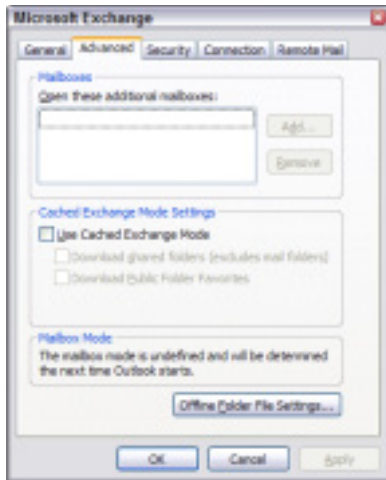 Microsoft Exchange
General Advanced Security Connection Remote Mail
Mailboxes
Open these additional mailboxes:
Add...
Remove
Cached Exchange Mode Settings
Use Cached Exchange Mode
Download shared folders (excludes mail folders)
Download Public Folder Favorites
Mailbox Mode
The mailbox mode is undefined and will be determined
the next time Outlook starts.
Offline Folder File Settings...
OK Cancel Apply